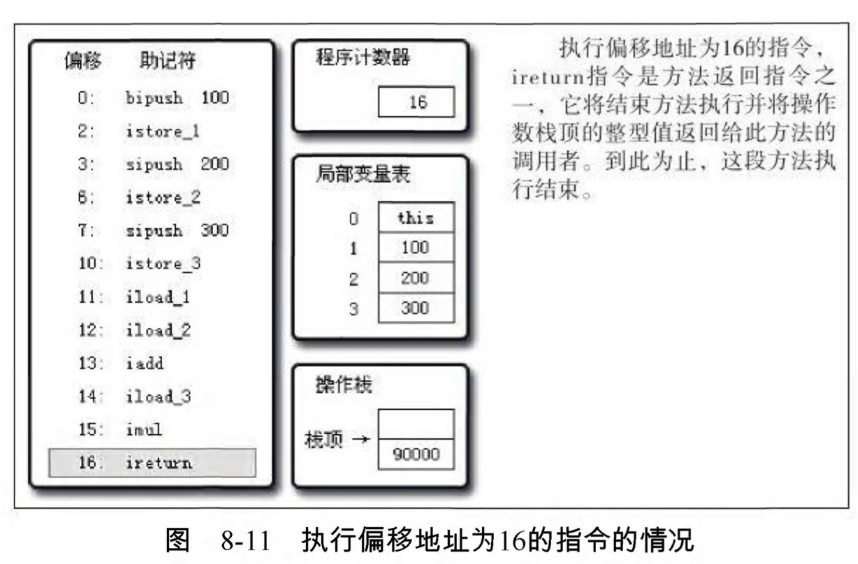 偏移 助记符
0: bipush 100
2: istore_1
3: sipush 200
6: istore_2
7: sipush 300
10: istore_3
11: iload_1
12: iload_2
13: iadd
14: iload_3
15: imul
16: ireturn
程序计数器
16
局部变量表
0 this
1 100
2 200
3 300
操作栈
栈顶 →
90000
执行偏移地址为16的指令，
ireturn指令是方法返回指令之
一，它将结束方法执行并将操作
数栈顶的整型值返回给此方法的
调用者。到此为止，这段方法执
行结束。
图 8-11 执行偏移地址为16的指令的情况